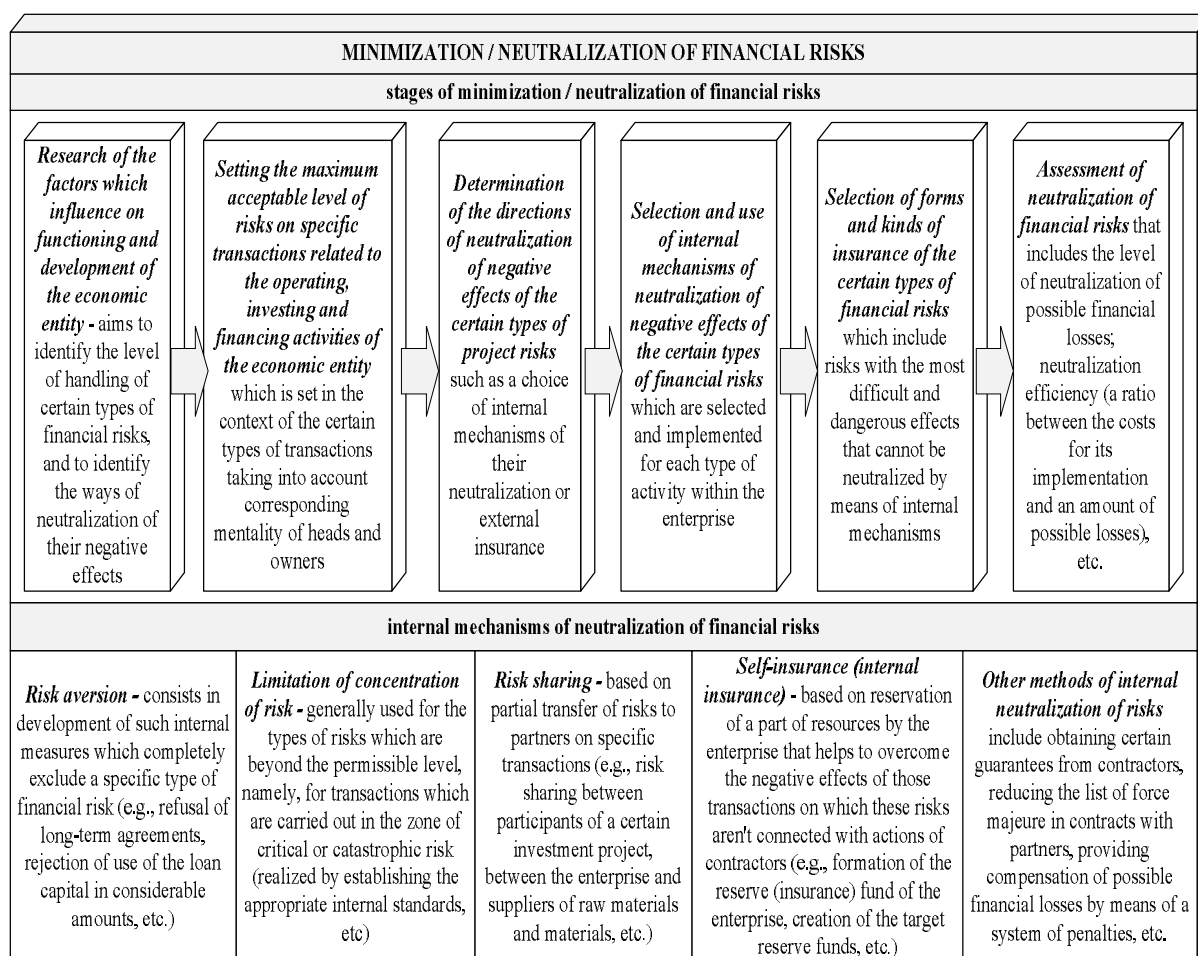 MINIMIZATION / NEUTRALIZATION OF FINANCIAL RISKS
stages of minimization / neutralization of financial risks
Research of the
factors which
influence on
functioning and
development of
the economic
entity - aims to
identify the level
of handling of
certain types of
financial risks,
and to identify
the ways of
neutralization of
their negative
effects
Setting the maximum
acceptable level of
risks on specific
transactions related to
the operating,
investing and
financing activities of
the economic entity
which is set in the
context of the certain
types of transactions
taking into account
corresponding
mentality of heads and
owners
Determination
of the directions
of neutralization
of negative
effects of the
certain types of
project risks
such as a choice
of internal
mechanisms of
their
neutralization or
external
insurance
Selection and use
of internal
mechanisms of
neutralization of
negative effects of
the certain types
of financial risks
which are selected
and implemented
for each type of
activity within the
enterprise
Selection of forms
and kinds of
insurance of the
certain types of
financial risks
which include
risks with the most
difficult and
dangerous effects
that cannot be
neutralized by
means of internal
mechanisms
Assessment of
neutralization of
financial risks that
includes the level
of neutralization of
possible financial
losses;
neutralization
efficiency (a ratio
between the costs
for its
implementation
and an amount of
possible losses),
etc.
internal mechanisms of neutralization of financial risks
Risk aversion - consists in
development of such internal
measures which completely
exclude a specific type of
financial risk (e.g., refusal of
long-term agreements,
rejection of use of the loan
capital in considerable
amounts, etc.)
Limitation of concentration
of risk - generally used for the
types of risks which are
beyond the permissible level,
namely, for transactions which
are carried out in the zone of
critical or catastrophic risk
(realized by establishing the
appropriate internal standards,
etc)
Risk sharing - based on
partial transfer of risks to
partners on specific
transactions (e.g., risk
sharing between
participants of a certain
investment project,
between the enterprise and
suppliers of raw materials
and materials, etc.)
Self-insurance (internal
insurance) - based on reservation
of a part of resources by the
enterprise that helps to overcome
the negative effects of those
transactions on which these risks
aren't connected with actions of
contractors (e.g., formation of the
reserve (insurance) fund of the
enterprise, creation of the target
reserve funds, etc.)
Other methods of internal
neutralization of risks
include obtaining certain
guarantees from contractors,
reducing the list of force
majeure in contracts with
partners, providing
compensation of possible
financial losses by means of a
system of penalties, etc.